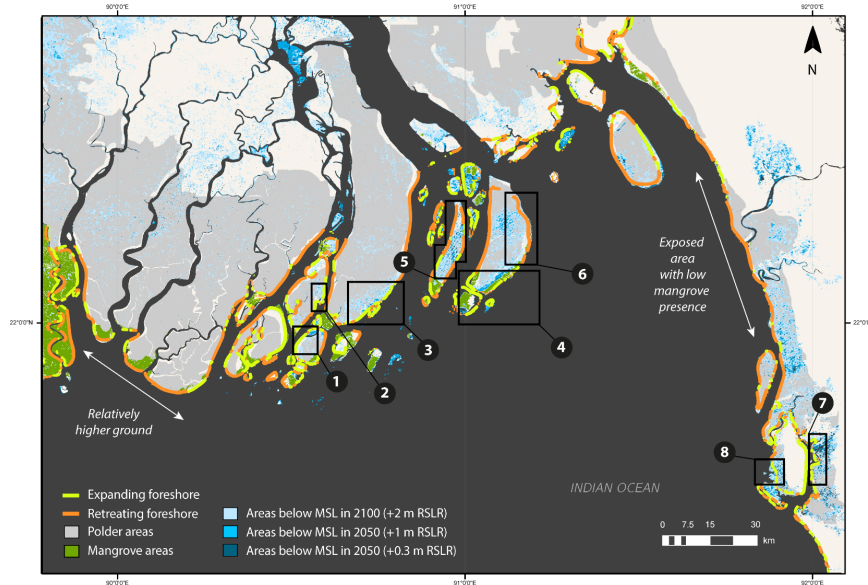 90°0'0"E
91°0'0"E
92°0'0"E
N
Exposed
area
with low
mangrove
presence
5
6
22°0'0"N
22°0'0"N
3
4
1
2
Relatively
higher ground
7
8
INDIAN OCEAN
Expanding foreshore
Retreating foreshore
Polder areas
Mangrove areas
Areas below MSL in 2100 (+2 m RSLR)
Areas below MSL in 2050 (+1 m RSLR)
Areas below MSL in 2050 (+0.3 m RSLR)
0 7.5 15 30
km
90°0'0"E
91°0'0"E
92°0'0"E